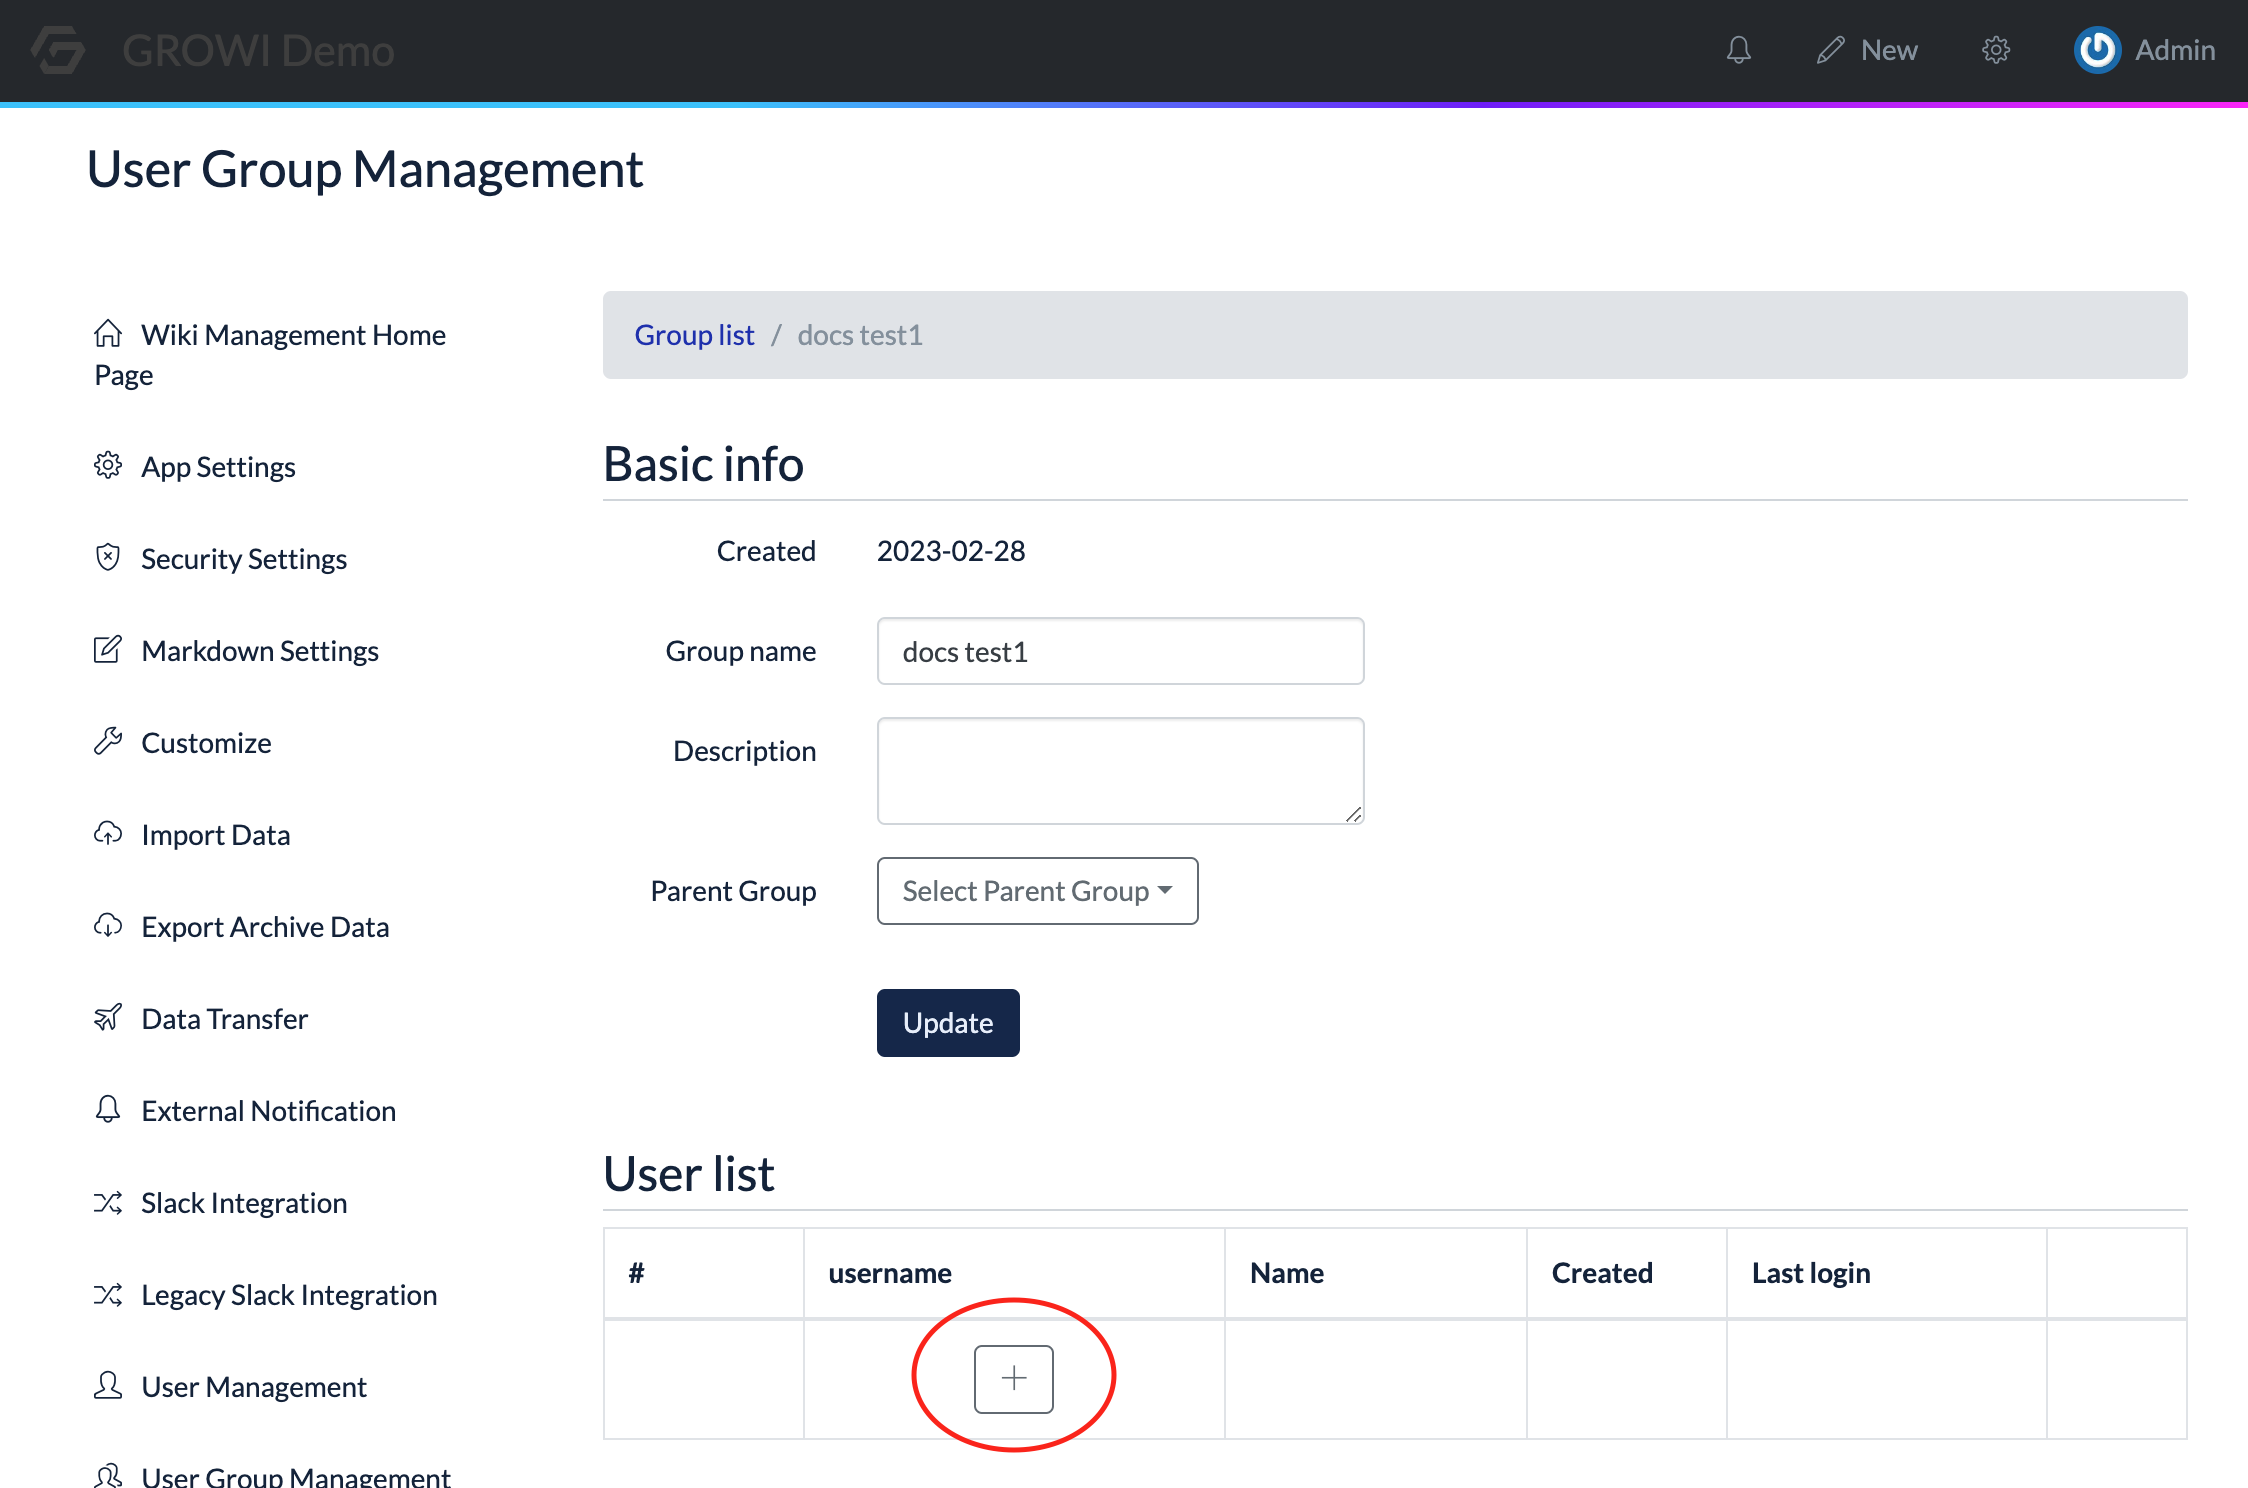 GROWI Demo
New
Admin
User Group Management
Wiki Management Home
Page
App Settings
Security Settings
Markdown Settings
Customize
Import Data
Export Archive Data
Data Transfer
External Notification
Slack Integration
Legacy Slack Integration
User Management
User Group Management
Group list / docs test1
Basic info
Created 2023-02-28
Group name docs test1
Description
Parent Group Select Parent Group
Update
User list
# username Name Created Last login
+